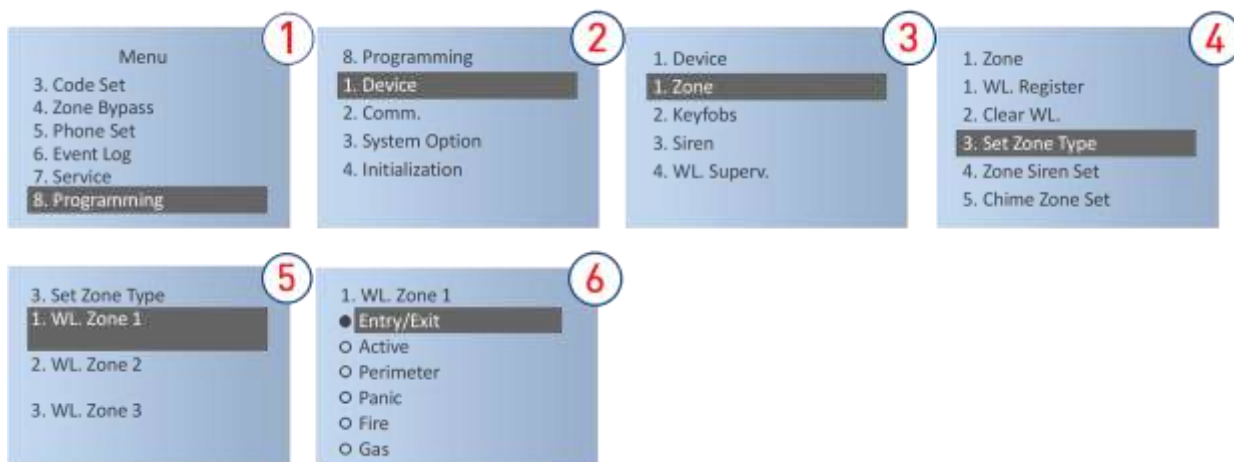 1
Menu
3. Code Set
4. Zone Bypass
5. Phone Set
6. Event Log
7. Service
8. Programming
2
8. Programming
1. Device
2. Comm.
3. System Option
4. Initialization
3
1. Device
1. Zone
2. Keyfobs
3. Siren
4. WL. Superv.
4
1. Zone
1. WL. Register
2. Clear WL.
3. Set Zone Type
4. Zone Siren Set
5. Chime Zone Set
5
3. Set Zone Type
1. WL. Zone 1
2. WL. Zone 2
3. WL. Zone 3
6
1. WL. Zone 1
Entry/Exit
Active
Perimeter
Panic
Fire
Gas